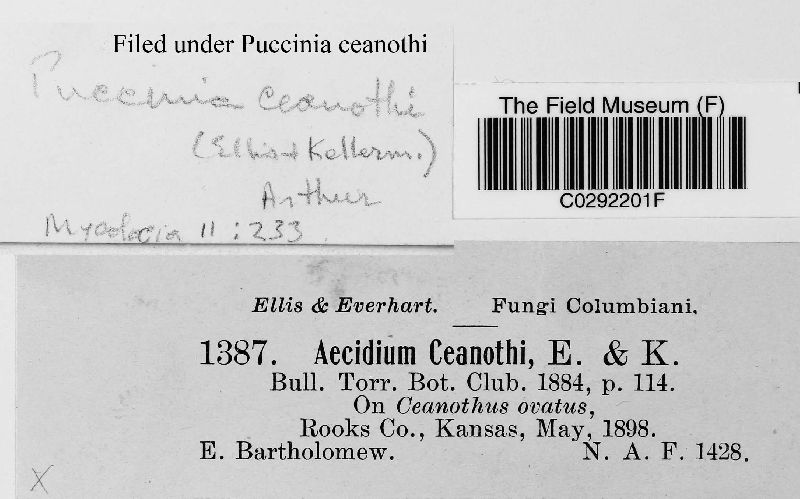 Filed under Puccinia ceanothi
Puccinia ceanothi
(Ellis & Kellerm.)
Arthur
Mycologia 11:233.
The Field Museum (F)
C0292201F
Ellis & Everhart. Fungi Columbiani.
1387. Aecidium Ceanothi, E. & K.
Bull. Torr. Bot. Club. 1884, p. 114.
On Ceanothus ovatus,
Rooks Co., Kansas, May, 1898.
E. Bartholomew. N. A. F. 1428.
X